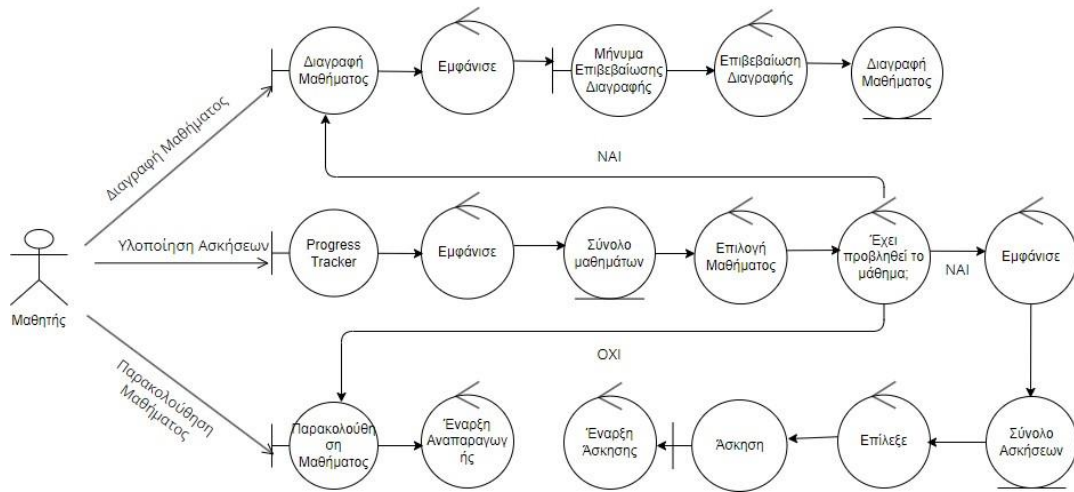 Διαγραφή
Μαθήματος
Εμφάνισε
Μήνυμα
Επιβεβαίωσης
Διαγραφής
Επιβεβαίωση
Διαγραφής
Διαγραφή
Μαθήματος
Διαγραφή Μαθήματος
ΝΑΙ
Υλοποίηση Ασκήσεων
Progress
Tracker
Εμφάνισε
Σύνολο
μαθημάτων
Επιλογή
Μαθήματος
Έχει
προβληθεί το
μάθημα;
ΝΑΙ
Εμφάνισε
Μαθητής
ΟΧΙ
Παρακολούθηση
Μαθήματος
Παρακολούθη
ση
Μαθήματος
Έναρξη
Αναπαραγωγ
ής
Έναρξη
Άσκησης
Άσκηση
Επίλεξε
Σύνολο
Ασκήσεων